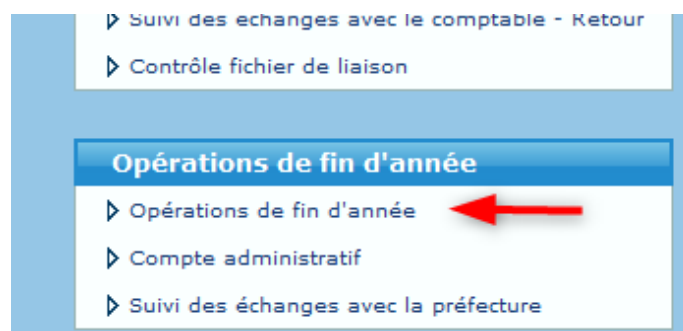 Suivi des échanges avec le comptable - Retour
Contrôle fichier de liaison
Opérations de fin d'année
Opérations de fin d'année
Compte administratif
Suivi des échanges avec la préfecture